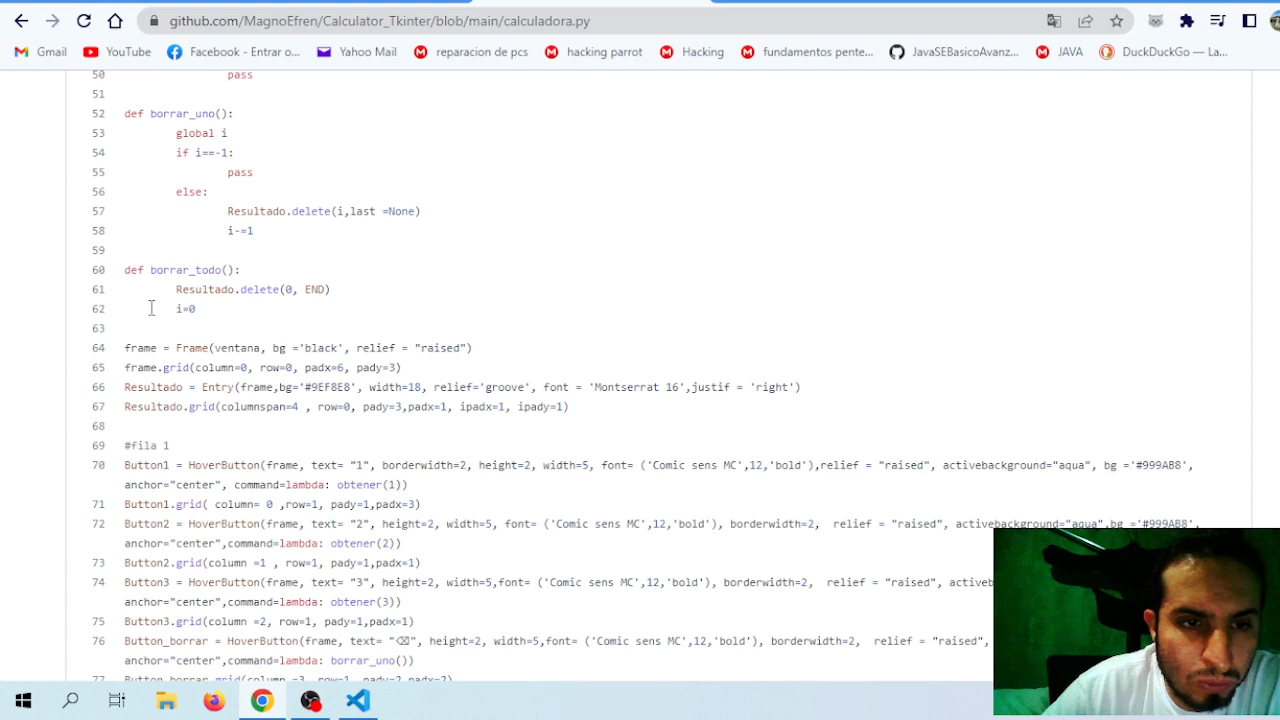 github.com/MagnoEfren/Calculator_Tkinter/blob/main/calculadora.py
Gmail YouTube Facebook - Entrar o... Yahoo Mail reparacion de pcs hacking parrot Hacking fundamentos pente... JavaSEBasicoAvanz... JAVA DuckDuckGo — La...
50 pass
51
52 def borrar_uno():
53 global i
54 if i==-1:
55 pass
56 else:
57 Resultado.delete(i,last =None)
58 i-=1
59
60 def borrar_todo():
61 Resultado.delete(0, END)
62 i=0
63
64 frame = Frame(ventana, bg ='black', relief = "raised")
65 frame.grid(column=0, row=0, padx=6, pady=3)
66 Resultado = Entry(frame,bg='#9EF8E8', width=18, relief='groove', font = 'Montserrat 16',justif = 'right')
67 Resultado.grid(columnspan=4 , row=0, pady=3,padx=1, ipadx=1, ipady=1)
68
69 #fila 1
70 Button1 = HoverButton(frame, text= "1", borderwidth=2, height=2, width=5, font= ('Comic sens MC',12,'bold'),relief = "raised", activebackground="aqua", bg ='#999AB8',
anchor="center", command=lambda: obtener(1))
71 Button1.grid( column= 0 ,row=1, pady=1,padx=3)
72 Button2 = HoverButton(frame, text= "2", height=2, width=5, font= ('Comic sens MC',12,'bold'), borderwidth=2, relief = "raised", activebackground="aqua",bg ='#999AB8',
anchor="center",command=lambda: obtener(2))
73 Button2.grid(column =1 , row=1, pady=1,padx=1)
74 Button3 = HoverButton(frame, text= "3", height=2, width=5,font= ('Comic sens MC',12,'bold'), borderwidth=2, relief = "raised", activeb
anchor="center",command=lambda: obtener(3))
75 Button3.grid(column =2, row=1, pady=1,padx=1)
76 Button_borrar = HoverButton(frame, text= "⌫", height=2, width=5,font= ('Comic sens MC',12,'bold'), borderwidth=2, relief = "raised",
anchor="center",command=lambda: borrar_uno())
77 Button_borrar.grid(column =3, row=1, pady=2,padx=2)